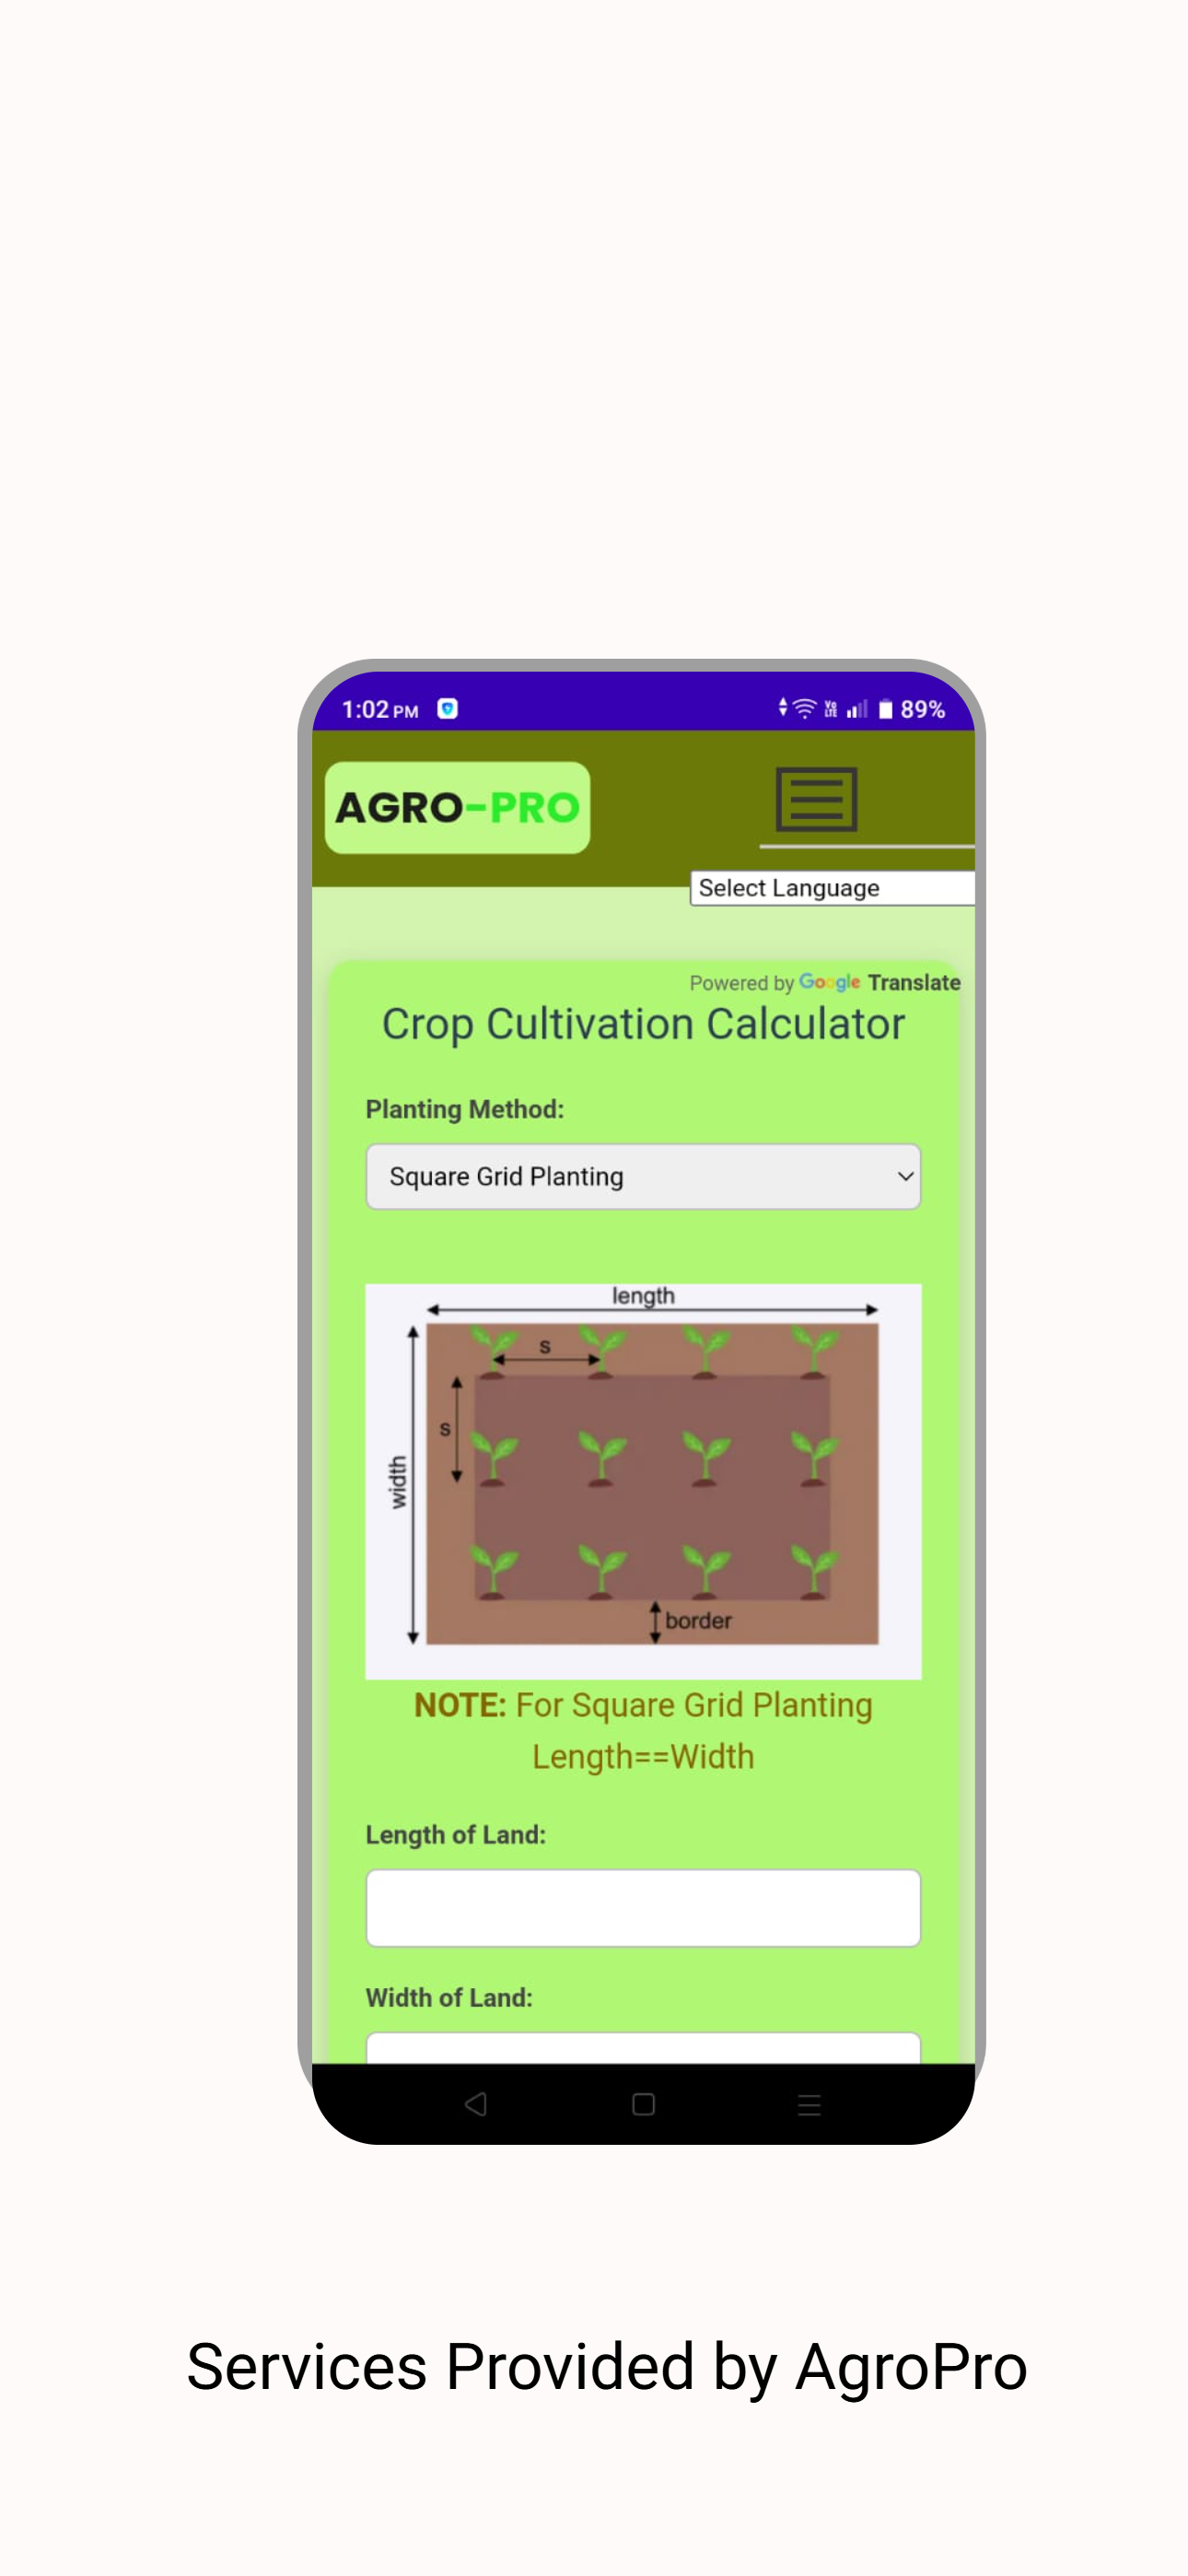 1:02 PM
Vo LTE 89%
AGRO-PRO
Select Language
Powered by Google Translate
Crop Cultivation Calculator
Planting Method:
Square Grid Planting
length
s
s
width
border
NOTE: For Square Grid Planting
Length==Width
Length of Land:
Width of Land:
Services Provided by AgroPro